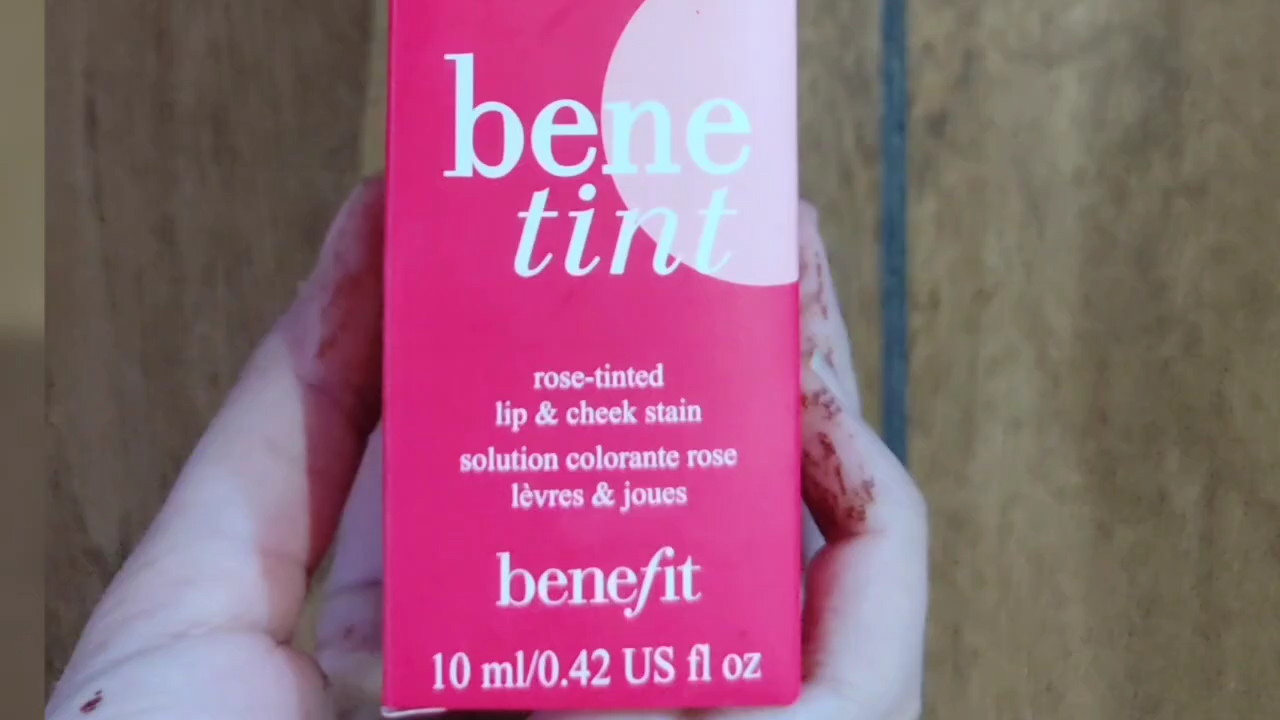 bene
tint
rose-tinted
lip & cheek stain
solution colorante rose
lèvres & joues
benefit
10 ml/0.42 US fl oz